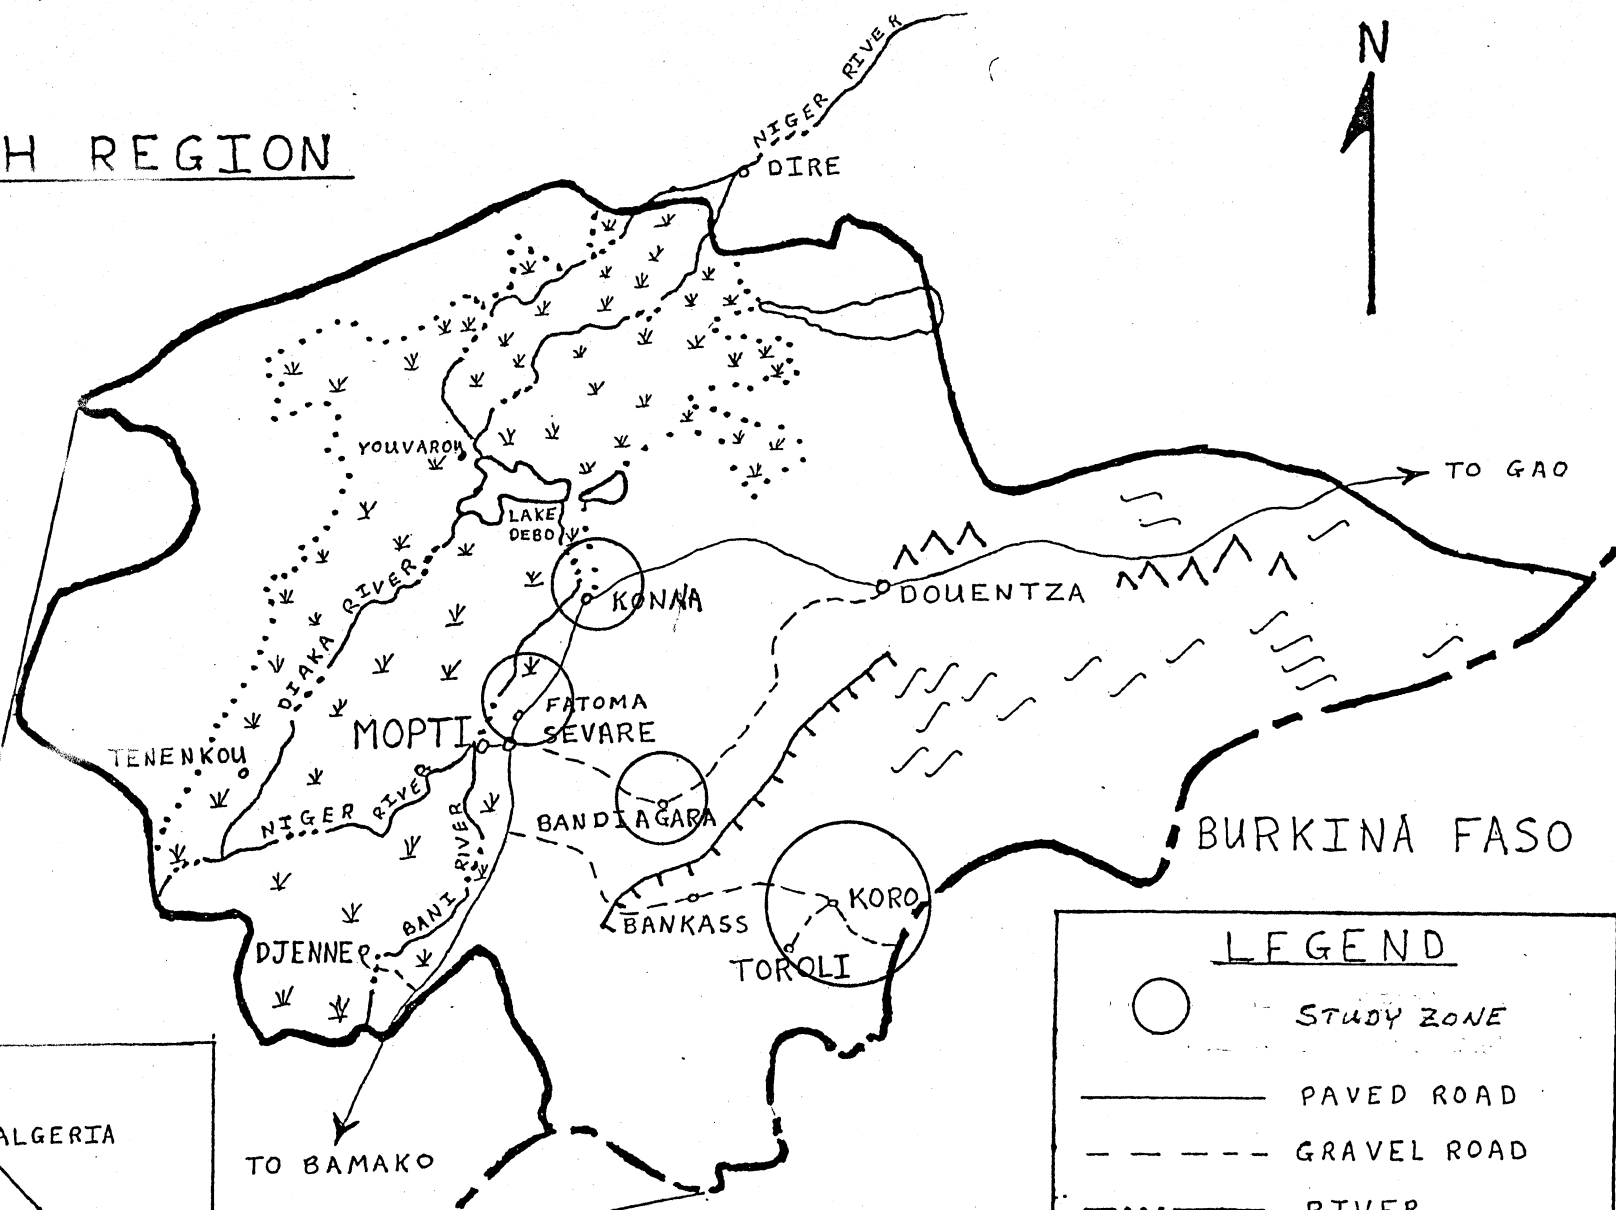 H REGION
N
NIGER RIVER
DIRE
YOUVAROU
LAKE
DEBO
TO GAO
DIAKA RIVER
KONNA
DOUENTZA
FATOMA
MOPTI
SEVARE
TENENKOU
NIGER RIVER
BANI RIVER
BANDIAGARA
BURKINA FASO
KORO
BANKASS
TOROLI
DJENNE
TO BAMAKO
ALGERIA
LEGEND
STUDY ZONE
PAVED ROAD
GRAVEL ROAD
RIVER